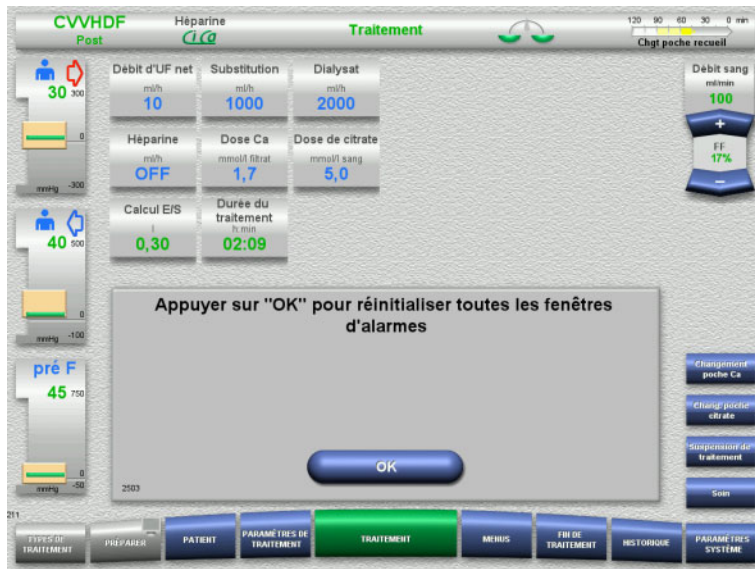 CVVHDF
Post
Héparine
CiCa
Traitement
120 90 60 30 0 min
Chgt poche recueil
30
300
0
mmHg
-300
40
500
0
mmHg
-100
pré F
45
750
0
mmHg
-50
Débit d'UF net
ml/h
10
Substitution
ml/h
1000
Dialysat
ml/h
2000
Héparine
ml/h
OFF
Dose Ca
mmol/l filtrat
1,7
Dose de citrate
mmol/l sang
5,0
Calcul E/S
l
0,30
Durée du
traitement
h:min
02:09
Débit sang
ml/min
100
+
FF
17%
−
Appuyer sur "OK" pour réinitialiser toutes les fenêtres
d'alarmes
OK
2503
Changement
poche Ca
Chang. poche
citrate
Suspension de
traitement
Soin
211
TYPES DE
TRAITEMENT
PRÉPARER
PATIENT
PARAMÈTRES DE
TRAITEMENT
TRAITEMENT
MENUS
FIN DE
TRAITEMENT
HISTORIQUE
PARAMÈTRES
SYSTÈME